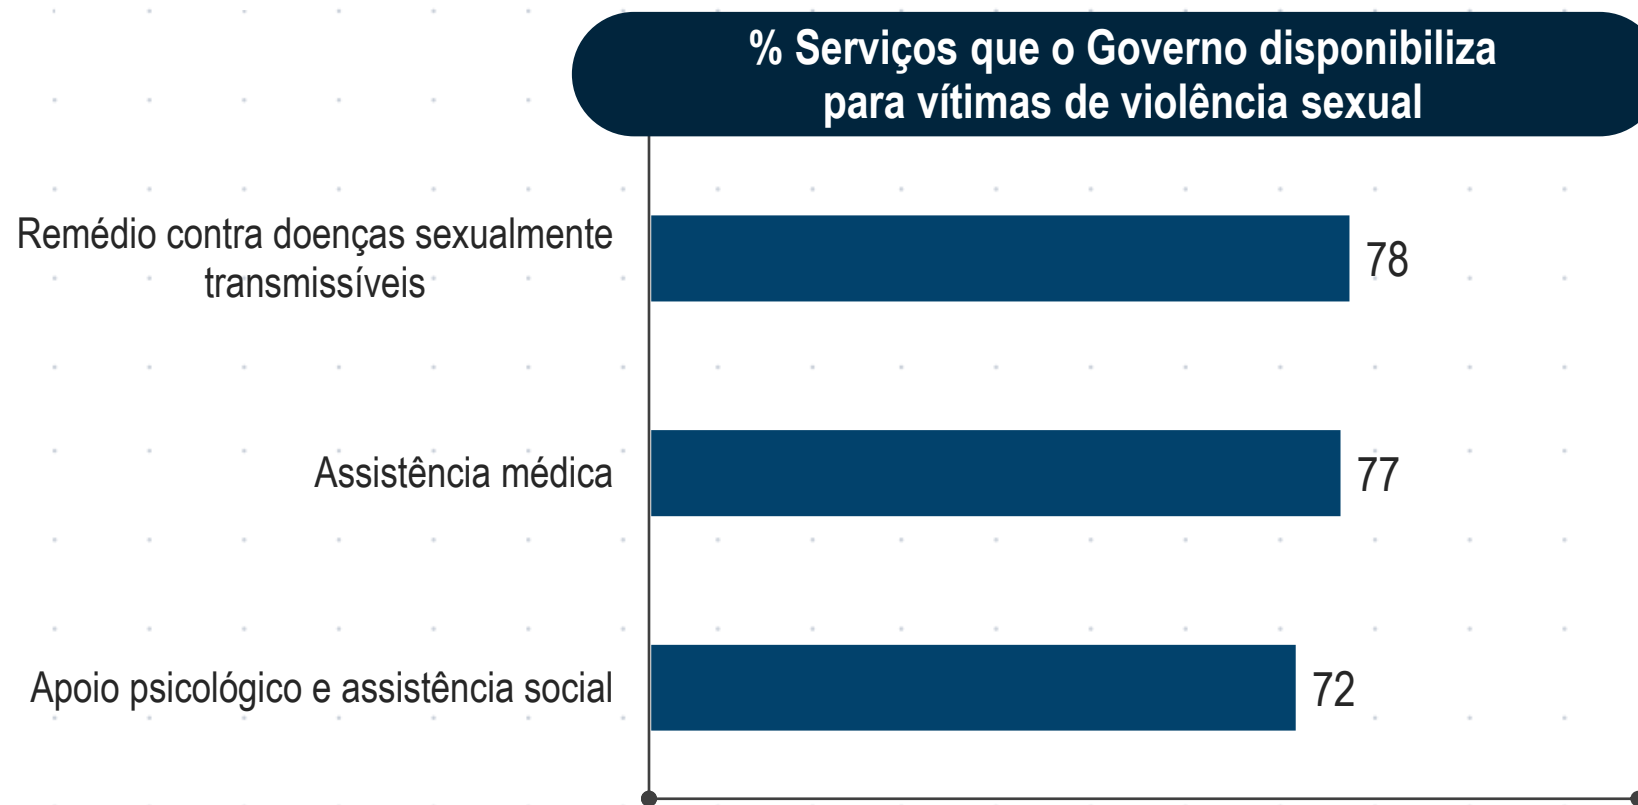 % Serviços que o Governo disponibiliza
para vítimas de violência sexual
Remédio contra doenças sexualmente
transmissíveis
78
Assistência médica
77
Apoio psicológico e assistência social
72